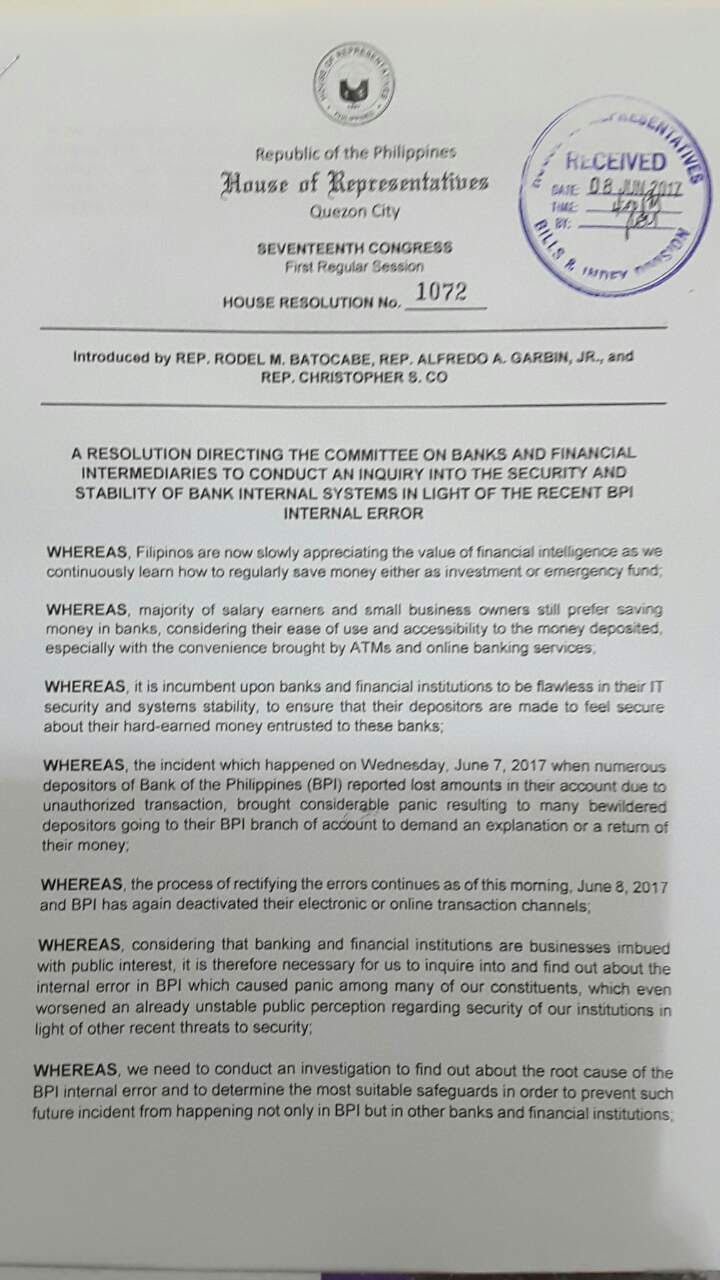 HOUSE OF REPRESENTATIVES
PHILIPPINES
Republic of the Philippines
House of Representatives
Quezon City
SEVENTEENTH CONGRESS
First Regular Session
HOUSE RESOLUTION No. 1072
RECEIVED
DATE: 08 JUN 2017
TIME:
BY:
BILLS & INDEX DIVISION
Introduced by REP. RODEL M. BATOCABE, REP. ALFREDO A. GARBIN, JR., and
REP. CHRISTOPHER S. CO
A RESOLUTION DIRECTING THE COMMITTEE ON BANKS AND FINANCIAL
INTERMEDIARIES TO CONDUCT AN INQUIRY INTO THE SECURITY AND
STABILITY OF BANK INTERNAL SYSTEMS IN LIGHT OF THE RECENT BPI
INTERNAL ERROR
WHEREAS, Filipinos are now slowly appreciating the value of financial intelligence as we
continuously learn how to regularly save money either as investment or emergency fund;
WHEREAS, majority of salary earners and small business owners still prefer saving
money in banks, considering their ease of use and accessibility to the money deposited,
especially with the convenience brought by ATMs and online banking services;
WHEREAS, it is incumbent upon banks and financial institutions to be flawless in their IT
security and systems stability, to ensure that their depositors are made to feel secure
about their hard-earned money entrusted to these banks;
WHEREAS, the incident which happened on Wednesday, June 7, 2017 when numerous
depositors of Bank of the Philippines (BPI) reported lost amounts in their account due to
unauthorized transaction, brought considerable panic resulting to many bewildered
depositors going to their BPI branch of account to demand an explanation or a return of
their money;
WHEREAS, the process of rectifying the errors continues as of this morning, June 8, 2017
and BPI has again deactivated their electronic or online transaction channels;
WHEREAS, considering that banking and financial institutions are businesses imbued
with public interest, it is therefore necessary for us to inquire into and find out about the
internal error in BPI which caused panic among many of our constituents, which even
worsened an already unstable public perception regarding security of our institutions in
light of other recent threats to security;
WHEREAS, we need to conduct an investigation to find out about the root cause of the
BPI internal error and to determine the most suitable safeguards in order to prevent such
future incident from happening not only in BPI but in other banks and financial institutions;